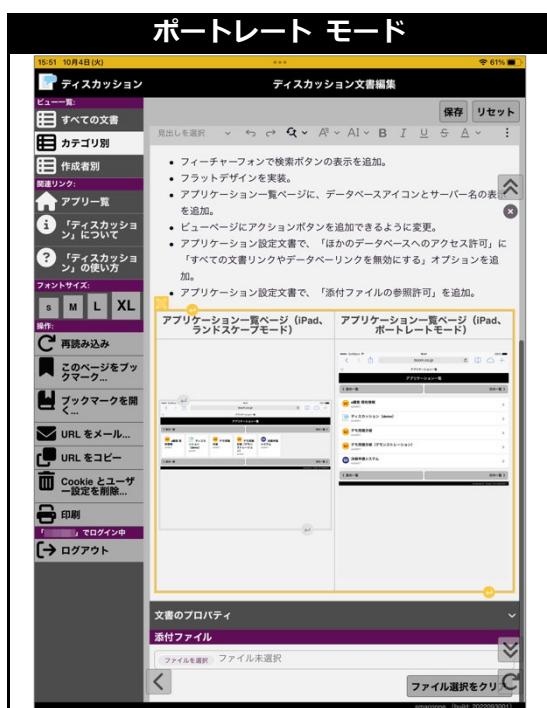 ポートレート モード
15:51 10月4日(火)
61%
ディスカッション
ディスカッション文書編集
ビュー一覧:
すべての文書
カテゴリ別
作成者別
関連リンク:
アプリ一覧
「ディスカッショ
ン」について
「ディスカッショ
ン」の使い方
フォントサイズ:
S M L XL
操作:
再読み込み
このページをブッ
クマーク...
ブックマークを開
く...
URL をメール...
URL をコピー
Cookie とユーザ
ー設定を削除...
印刷
「 」でログイン中
ログアウト
保存 リセット
見出しを選択
• フィーチャーフォンで検索ボタンの表示を追加。
• フラットデザインを実装。
• アプリケーション一覧ページに、データベースアイコンとサーバー名の表
を追加。
• ビューページにアクションボタンを追加できるように変更。
• アプリケーション設定文書で、「ほかのデータベースへのアクセス許可」に
「すべての文書リンクやデータベーリンクを無効にする」オプションを追
加。
• アプリケーション設定文書で、「添付ファイルの参照許可」を追加。
アプリケーション一覧ページ（iPad、
ランドスケープモード）
アプリケーション一覧ページ（iPad、
ポートレートモード）
アプリケーション一覧
ディスカッション (demo)
文書のプロパティ
添付ファイル
ファイルを選択 ファイル未選択
ファイル選択をクリ